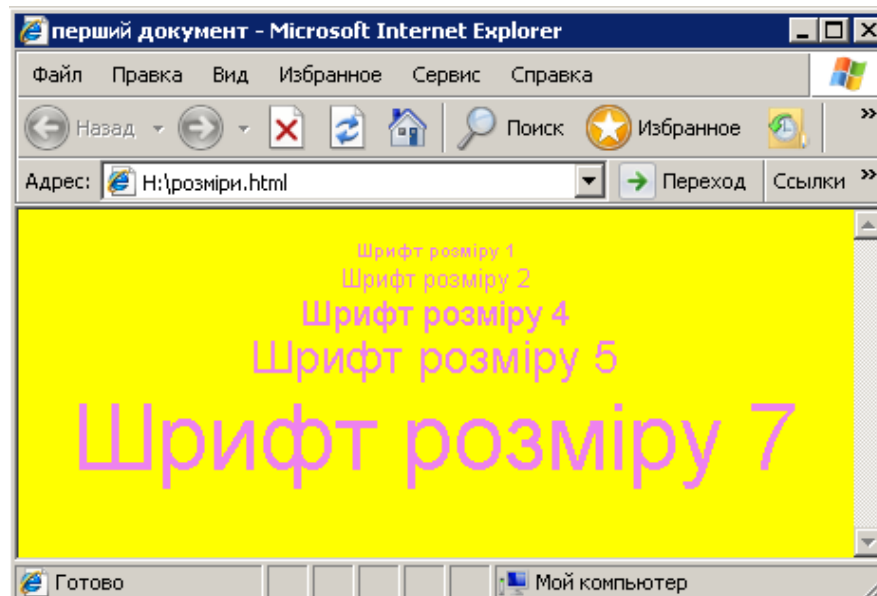 перший документ - Microsoft Internet Explorer
Файл Правка Вид Избранное Сервис Справка
Назад Поиск Избранное »
Адрес: H:\розміри.html Переход Ссылки »
Шрифт розміру 1
Шрифт розміру 2
Шрифт розміру 4
Шрифт розміру 5
Шрифт розміру 7
Готово Мой компьютер